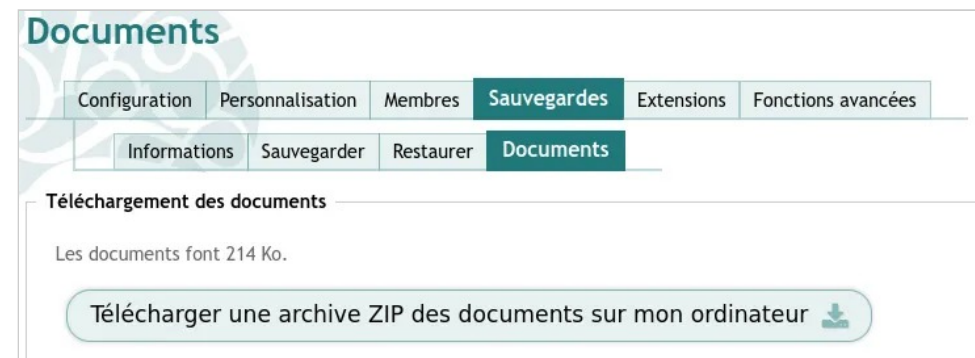 Documents
Configuration Personnalisation Membres Sauvegardes Extensions Fonctions avancées
Informations Sauvegarder Restaurer Documents
Téléchargement des documents
Les documents font 214 Ko.
Télécharger une archive ZIP des documents sur mon ordinateur